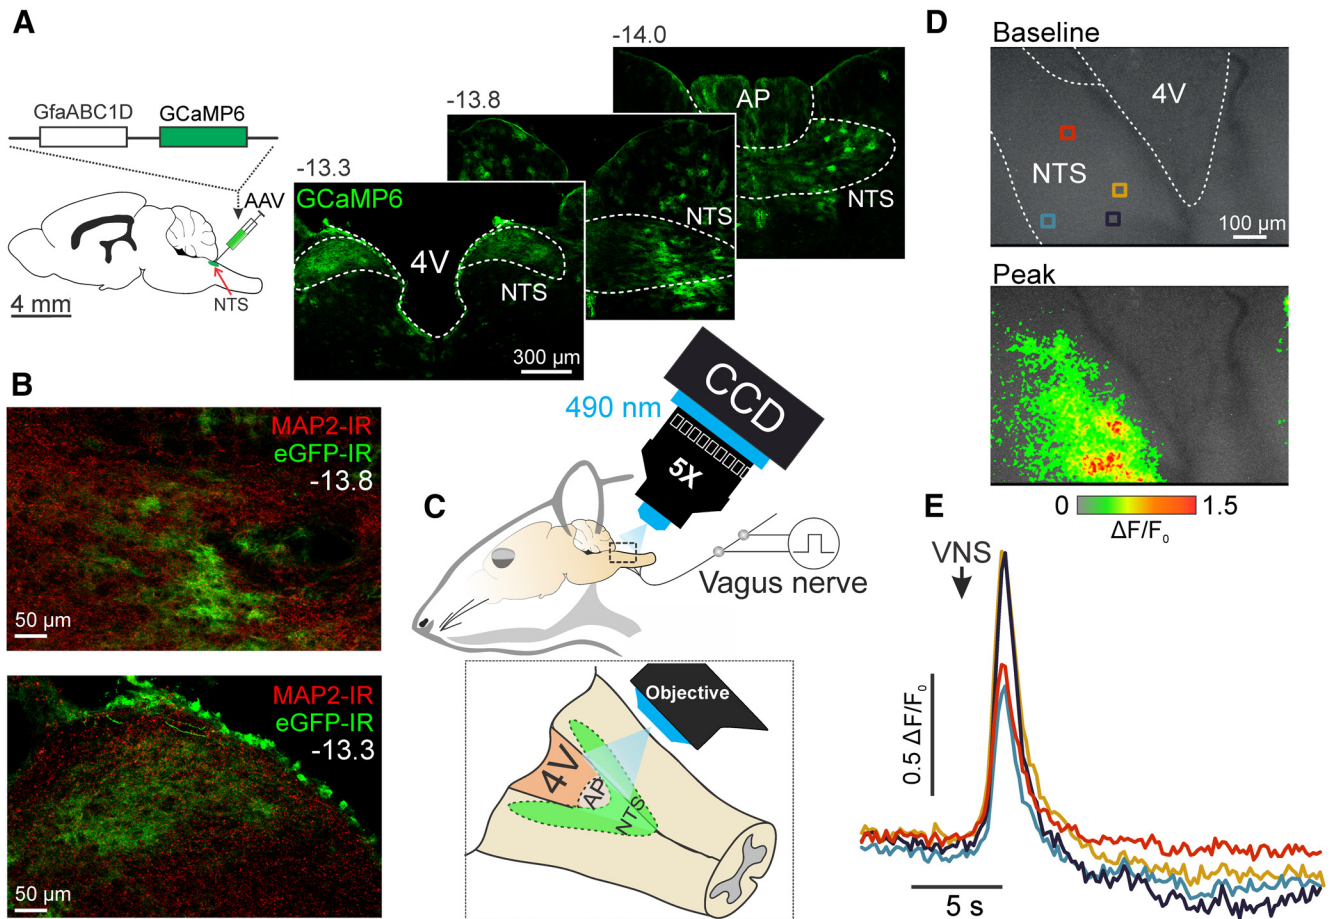 A
GfaABC1D
GCaMP6
AAV
NTS
4 mm
-13.3
GCaMP6
4V
NTS
300 µm
-13.8
NTS
-14.0
AP
NTS
B
MAP2-IR
eGFP-IR
-13.8
50 µm
MAP2-IR
eGFP-IR
-13.3
50 µm
C
490 nm
CCD
5X
Vagus nerve
Objective
4V
AP
NTS
D
Baseline
4V
NTS
100 µm
Peak
0
1.5
ΔF/F₀
E
VNS
0.5 ΔF/F₀
5 s